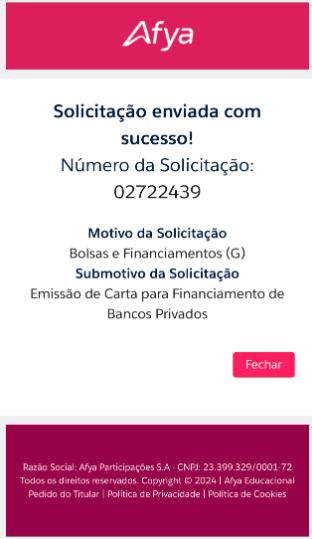 Afya
Solicitação enviada com
sucesso!
Número da Solicitação:
02722439
Motivo da Solicitação
Bolsas e Financiamentos (G)
Submotivo da Solicitação
Emissão de Carta para Financiamento de
Bancos Privados
Fechar
Razão Social: Afya Participações S.A - CNPJ: 23.399.329/0001-72
Todos os direitos reservados. Copyright © 2024 | Afya Educacional
Pedido do Titular | Política de Privacidade | Política de Cookies